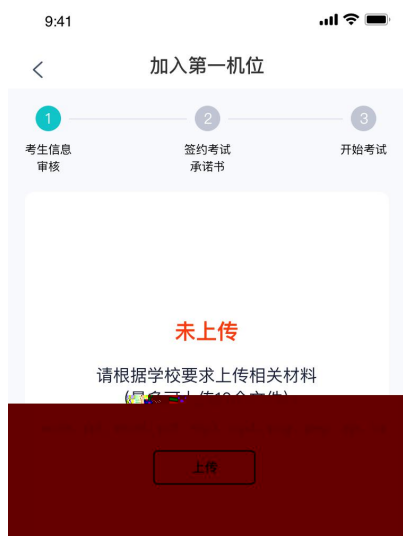 9:41
加入第一机位
1
2
3
考生信息
审核
签约考试
承诺书
开始考试
未上传
请根据学校要求上传相关材料
上传